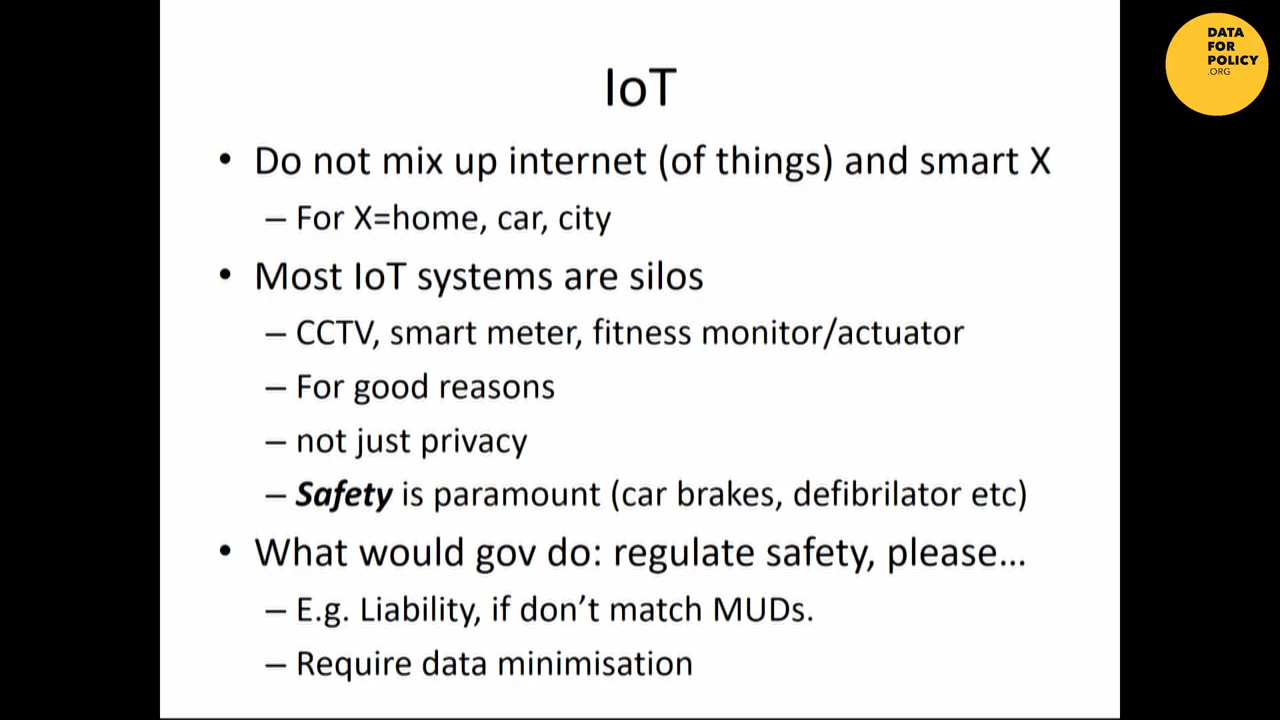 IoT
• Do not mix up internet (of things) and smart X
– For X=home, car, city
• Most IoT systems are silos
– CCTV, smart meter, fitness monitor/actuator
– For good reasons
– not just privacy
– Safety is paramount (car brakes, defibrilator etc)
• What would gov do: regulate safety, please...
– E.g. Liability, if don’t match MUDs.
– Require data minimisation
DATA
FOR
POLICY
.ORG